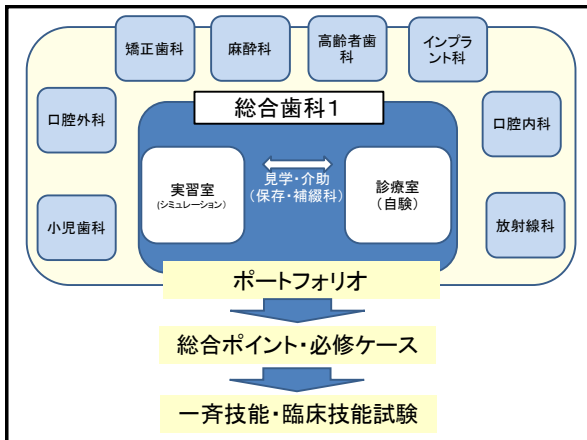 矯正歯科
麻酔科
高齢者歯
科
インプラ
ント科
口腔外科
総合歯科1
口腔内科
実習室
(シミュレーション)
見学・介助
(保存・補綴科)
診療室
(自験)
小児歯科
放射線科
ポートフォリオ
総合ポイント・必修ケース
一斉技能・臨床技能試験